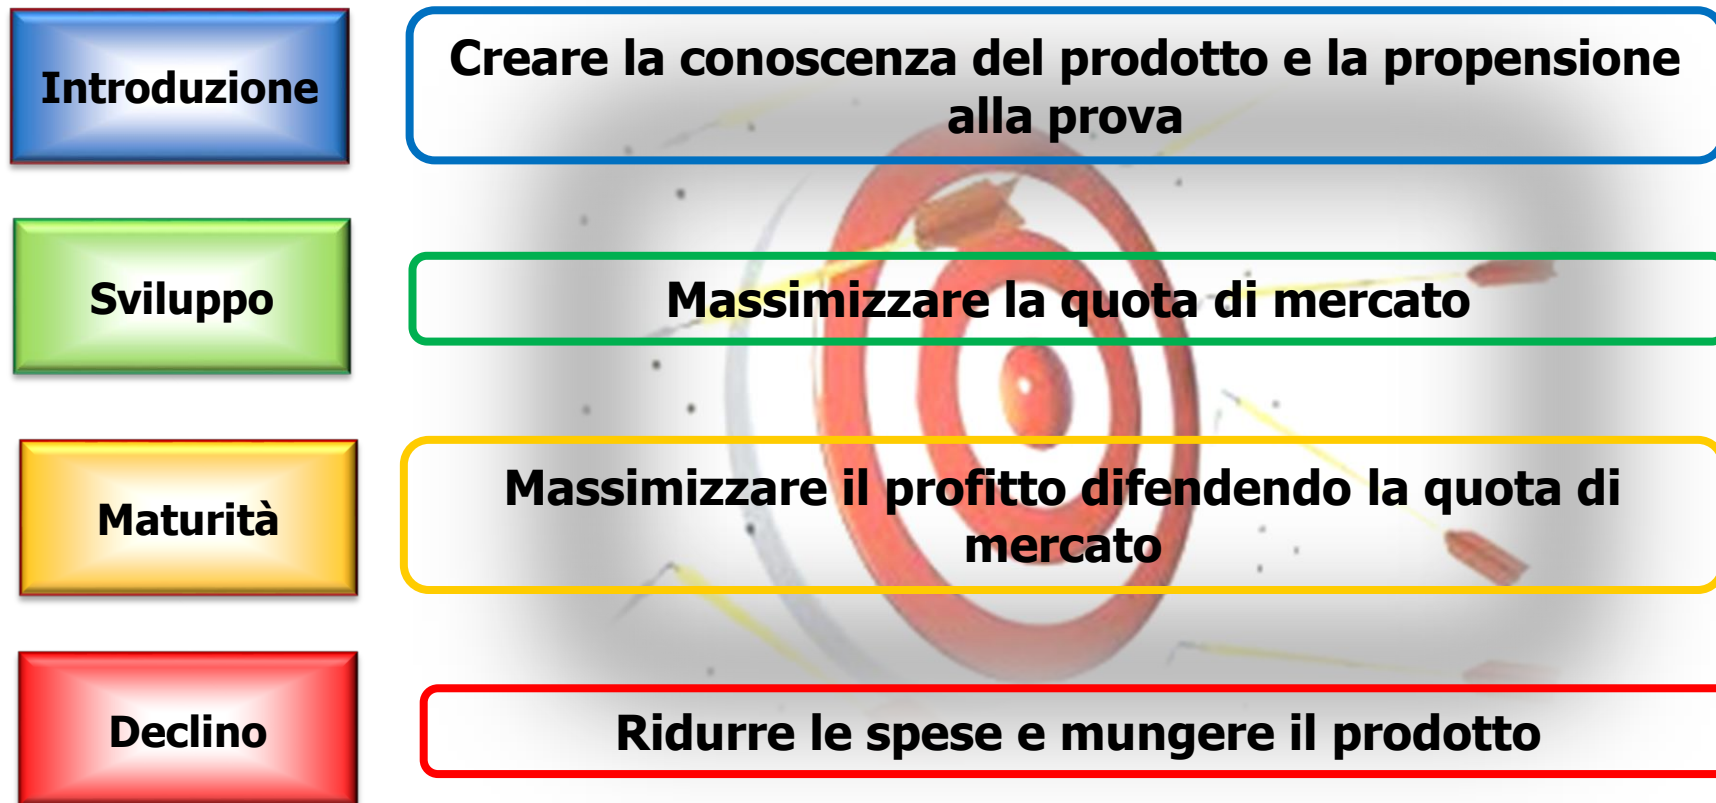 Introduzione
Creare la conoscenza del prodotto e la propensione
alla prova
Sviluppo
Massimizzare la quota di mercato
Maturità
Massimizzare il profitto difendendo la quota di
mercato
Declino
Ridurre le spese e mungere il prodotto